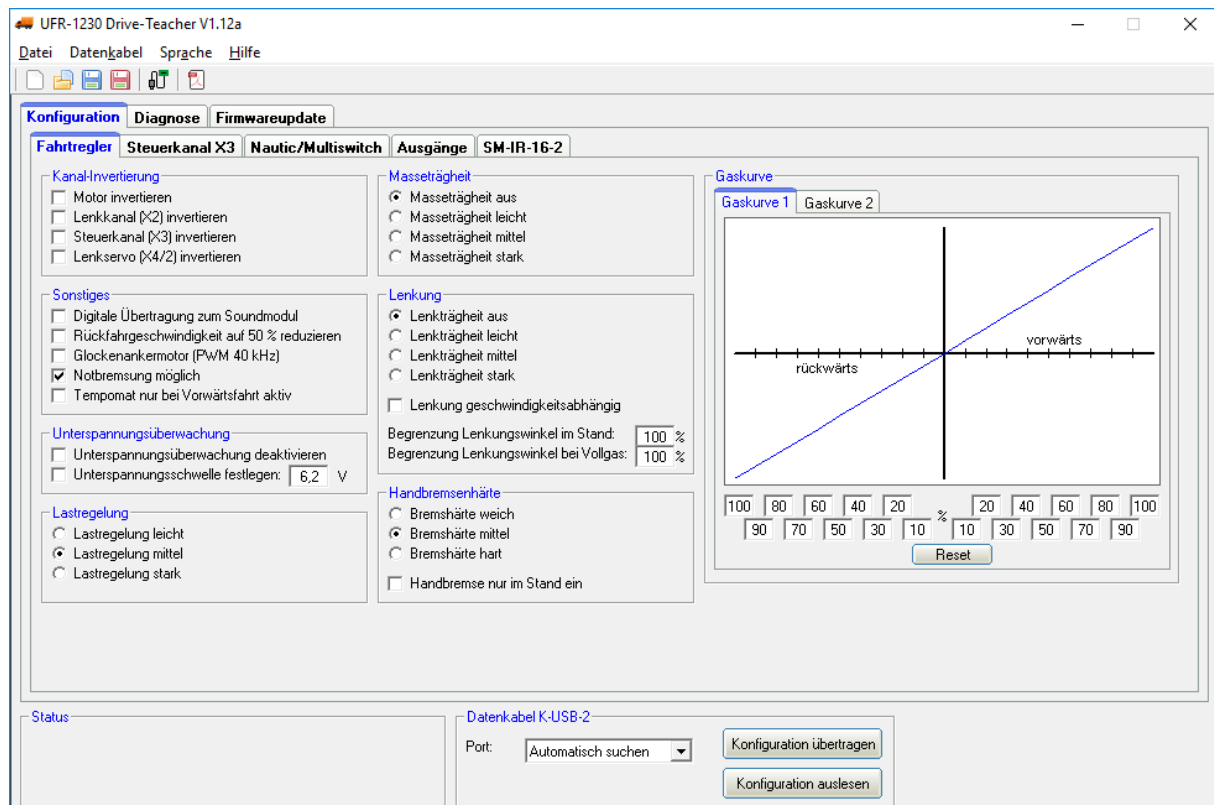 UFR-1230 Drive-Teacher V1.12a
Datei Datenkabel Sprache Hilfe
Konfiguration Diagnose Firmwareupdate
Fahrtregler Steuerkanal X3 Nautic/Multiswitch Ausgänge SM-IR-16-2
Kanal-Invertierung
Motor invertieren
Lenkkanal (X2) invertieren
Steuerkanal (X3) invertieren
Lenkservo (X4/2) invertieren
Sonstiges
Digitale Übertragung zum Soundmodul
Rückfahrgeschwindigkeit auf 50 % reduzieren
Glockenankermotor (PWM 40 kHz)
Notbremsung möglich
Tempomat nur bei Vorwärtsfahrt aktiv
Unterspannungsüberwachung
Unterspannungsüberwachung deaktivieren
Unterspannungsschwelle festlegen: 6,2 V
Lastregelung
Lastregelung leicht
Lastregelung mittel
Lastregelung stark
Masseträgheit
Masseträgheit aus
Masseträgheit leicht
Masseträgheit mittel
Masseträgheit stark
Lenkung
Lenkträgheit aus
Lenkträgheit leicht
Lenkträgheit mittel
Lenkträgheit stark
Lenkung geschwindigkeitsabhängig
Begrenzung Lenkungswinkel im Stand: 100 %
Begrenzung Lenkungswinkel bei Vollgas: 100 %
Handbremsenhärte
Bremshärte weich
Bremshärte mittel
Bremshärte hart
Handbremse nur im Stand ein
Gaskurve
Gaskurve 1 Gaskurve 2
vorwärts
rückwärts
100 80 60 40 20 % 20 40 60 80 100
90 70 50 30 10 10 30 50 70 90
Reset
Status
Datenkabel K-USB-2
Port: Automatisch suchen
Konfiguration übertragen
Konfiguration auslesen